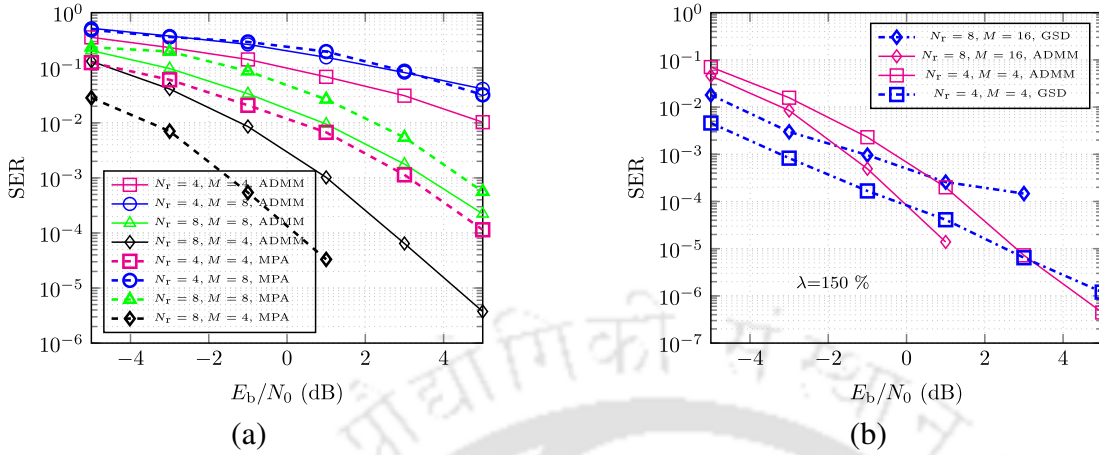 10^0
10^−1
10^−2
10^−3
10^−4
10^−5
10^−6
SER
−4 −2 0 2 4
E_b/N_0 (dB)
N_r = 4, M = 4, ADMM
N_r = 4, M = 8, ADMM
N_r = 8, M = 8, ADMM
N_r = 8, M = 4, ADMM
N_r = 4, M = 4, MPA
N_r = 4, M = 8, MPA
N_r = 8, M = 8, MPA
N_r = 8, M = 4, MPA
(a)
10^0
10^−1
10^−2
10^−3
10^−4
10^−5
10^−6
10^−7
SER
−4 −2 0 2 4
E_b/N_0 (dB)
N_r = 8, M = 16, GSD
N_r = 8, M = 16, ADMM
N_r = 4, M = 4, ADMM
N_r = 4, M = 4, GSD
λ=150 %
(b)